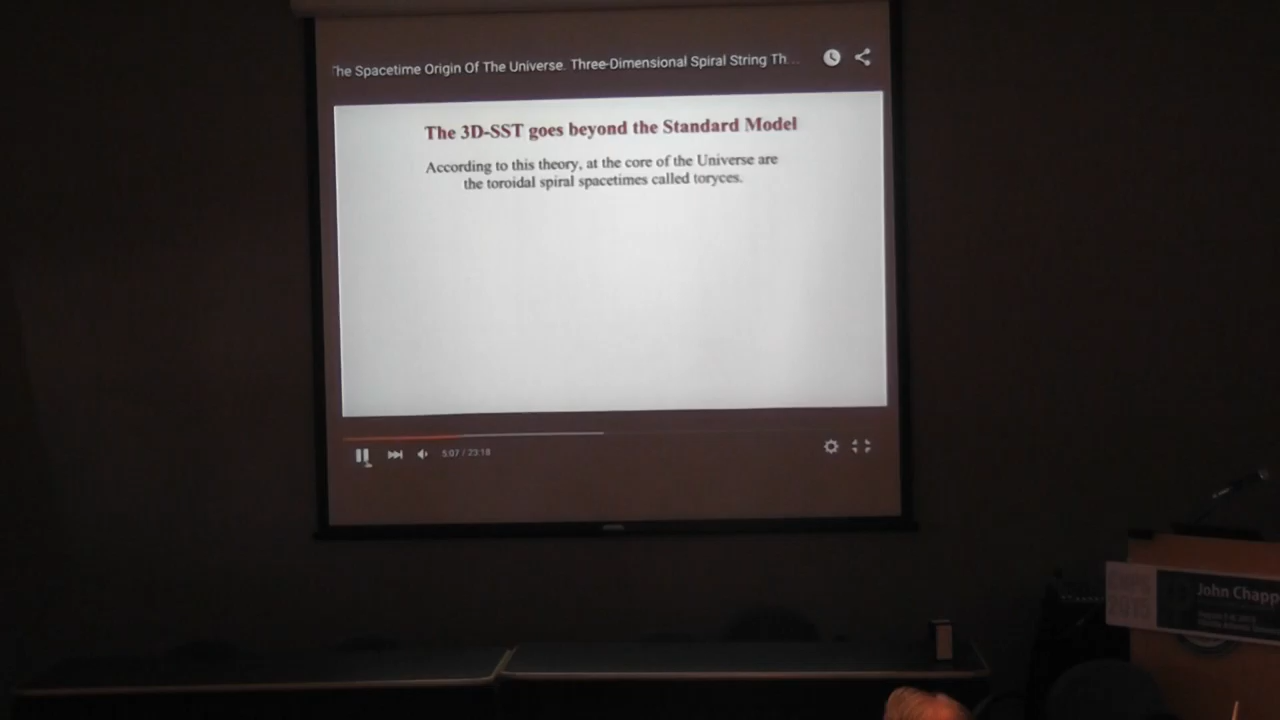 The Spacetime Origin Of The Universe. Three-Dimensional Spiral String Th...
The 3D-SST goes beyond the Standard Model
According to this theory, at the core of the Universe are
the toroidal spiral spacetimes called toryces.
5:07 / 23:18
John Chapp